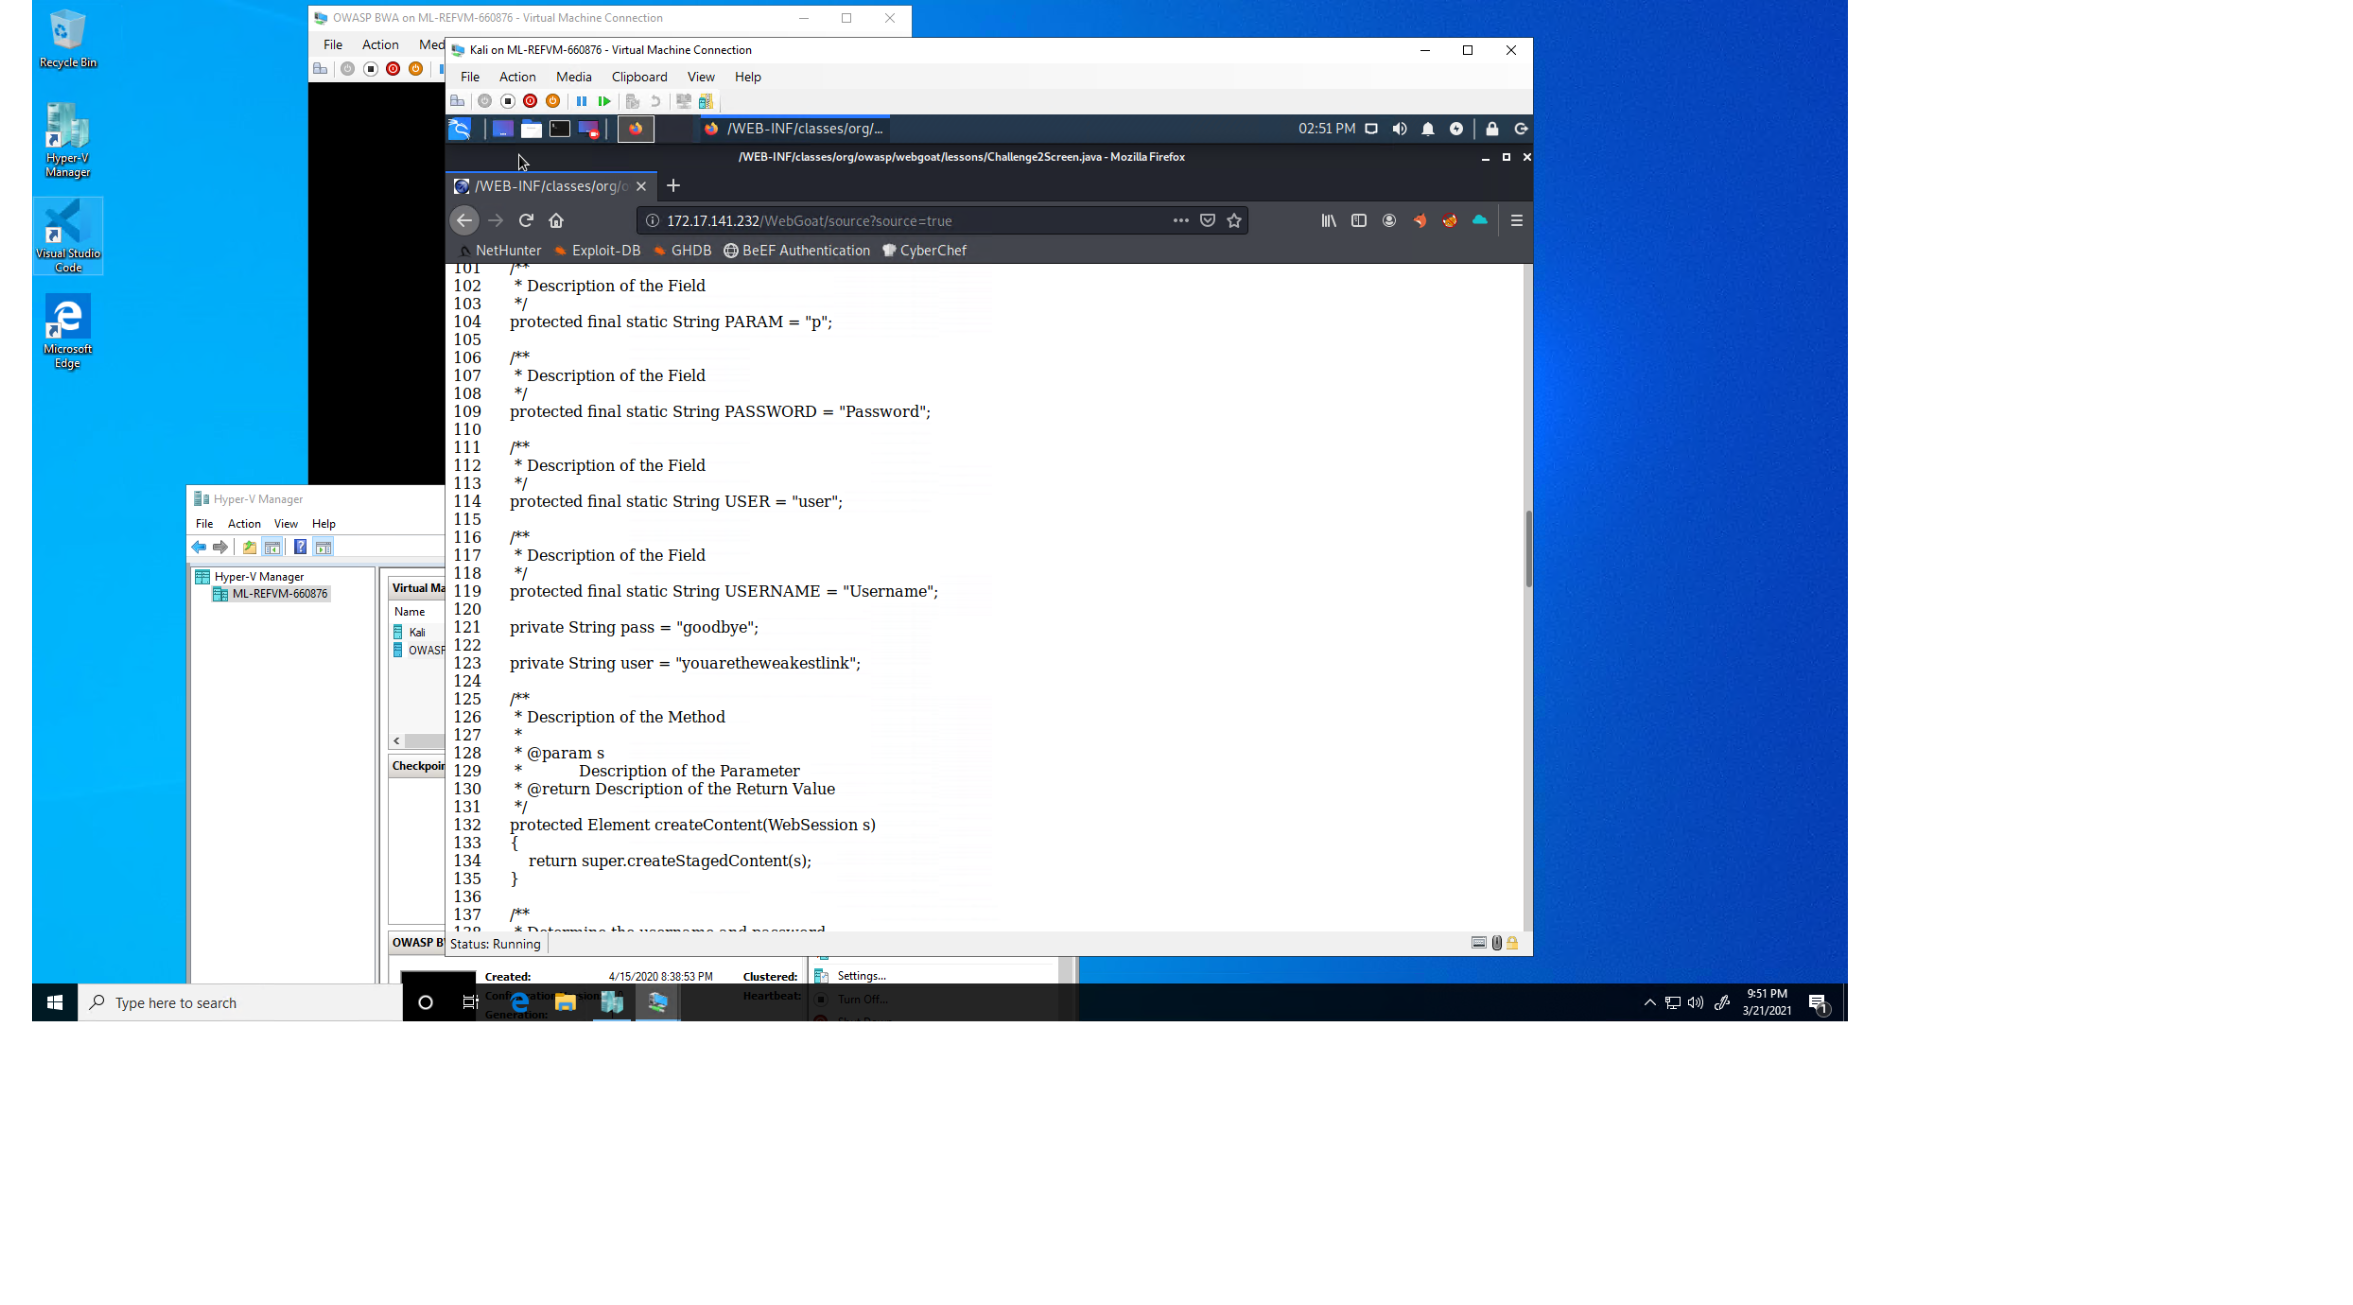 Recycle Bin
Hyper-V
Manager
Visual Studio
Code
Microsoft
Edge
OWASP BWA on ML-REFVM-660876 - Virtual Machine Connection
File Action Med
Kali on ML-REFVM-660876 - Virtual Machine Connection
File Action Media Clipboard View Help
/WEB-INF/classes/org/...
02:51 PM
/WEB-INF/classes/org/owasp/webgoat/lessons/Challenge2Screen.java - Mozilla Firefox
/WEB-INF/classes/org/o
172.17.141.232/WebGoat/source?source=true
NetHunter Exploit-DB GHDB BeEF Authentication CyberChef
101 /**
102 * Description of the Field
103 */
104 protected final static String PARAM = "p";
105
106 /**
107 * Description of the Field
108 */
109 protected final static String PASSWORD = "Password";
110
111 /**
112 * Description of the Field
113 */
114 protected final static String USER = "user";
115
116 /**
117 * Description of the Field
118 */
119 protected final static String USERNAME = "Username";
120
121 private String pass = "goodbye";
122
123 private String user = "youaretheweakestlink";
124
125 /**
126 * Description of the Method
127 *
128 * @param s
129 * Description of the Parameter
130 * @return Description of the Return Value
131 */
132 protected Element createContent(WebSession s)
133 {
134 return super.createStagedContent(s);
135 }
136
137 /**
138 * Determine the username and password
Status: Running
Hyper-V Manager
File Action View Help
Hyper-V Manager
ML-REFVM-660876
Virtual Ma
Name
Kali
OWASP
Checkpoin
OWASP B
Created: 4/15/2020 8:38:53 PM Clustered:
Heartbeat:
Generation:
Settings...
Turn Off...
Type here to search
9:51 PM
3/21/2021
1